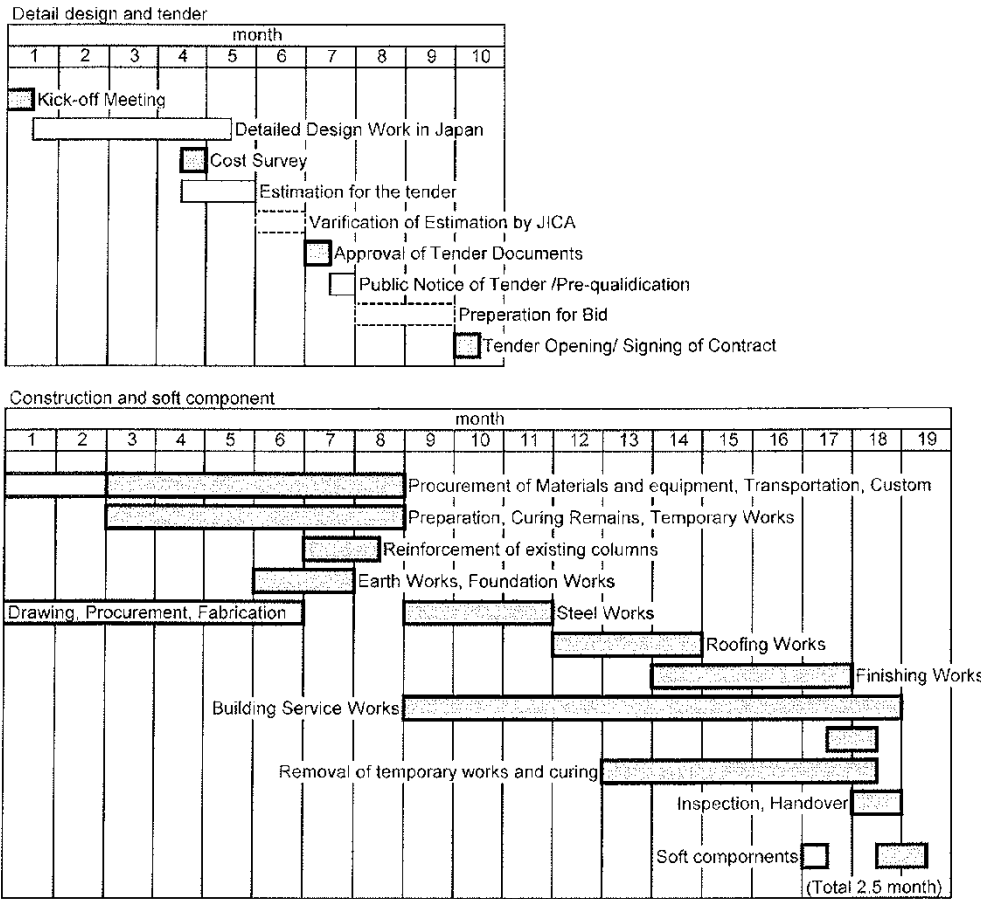 Detail design and tender
month
1 2 3 4 5 6 7 8 9 10
Kick-off Meeting
Detailed Design Work in Japan
Cost Survey
Estimation for the tender
Varification of Estimation by JICA
Approval of Tender Documents
Public Notice of Tender /Pre-qualidication
Preperation for Bid
Tender Opening/ Signing of Contract
Construction and soft component
month
1 2 3 4 5 6 7 8 9 10 11 12 13 14 15 16 17 18 19
Procurement of Materials and equipment, Transportation, Custom
Preparation, Curing Remains, Temporary Works
Reinforcement of existing columns
Earth Works, Foundation Works
Drawing, Procurement, Fabrication Steel Works
Roofing Works
Finishing Works
Building Service Works
Removal of temporary works and curing
Inspection, Handover
Soft compornents
(Total 2.5 month)